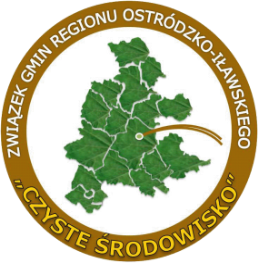 ZWIĄZEK GMIN REGIONU OSTRÓDZKO-IŁAWSKIEGO
„CZYSTE ŚRODOWISKO”